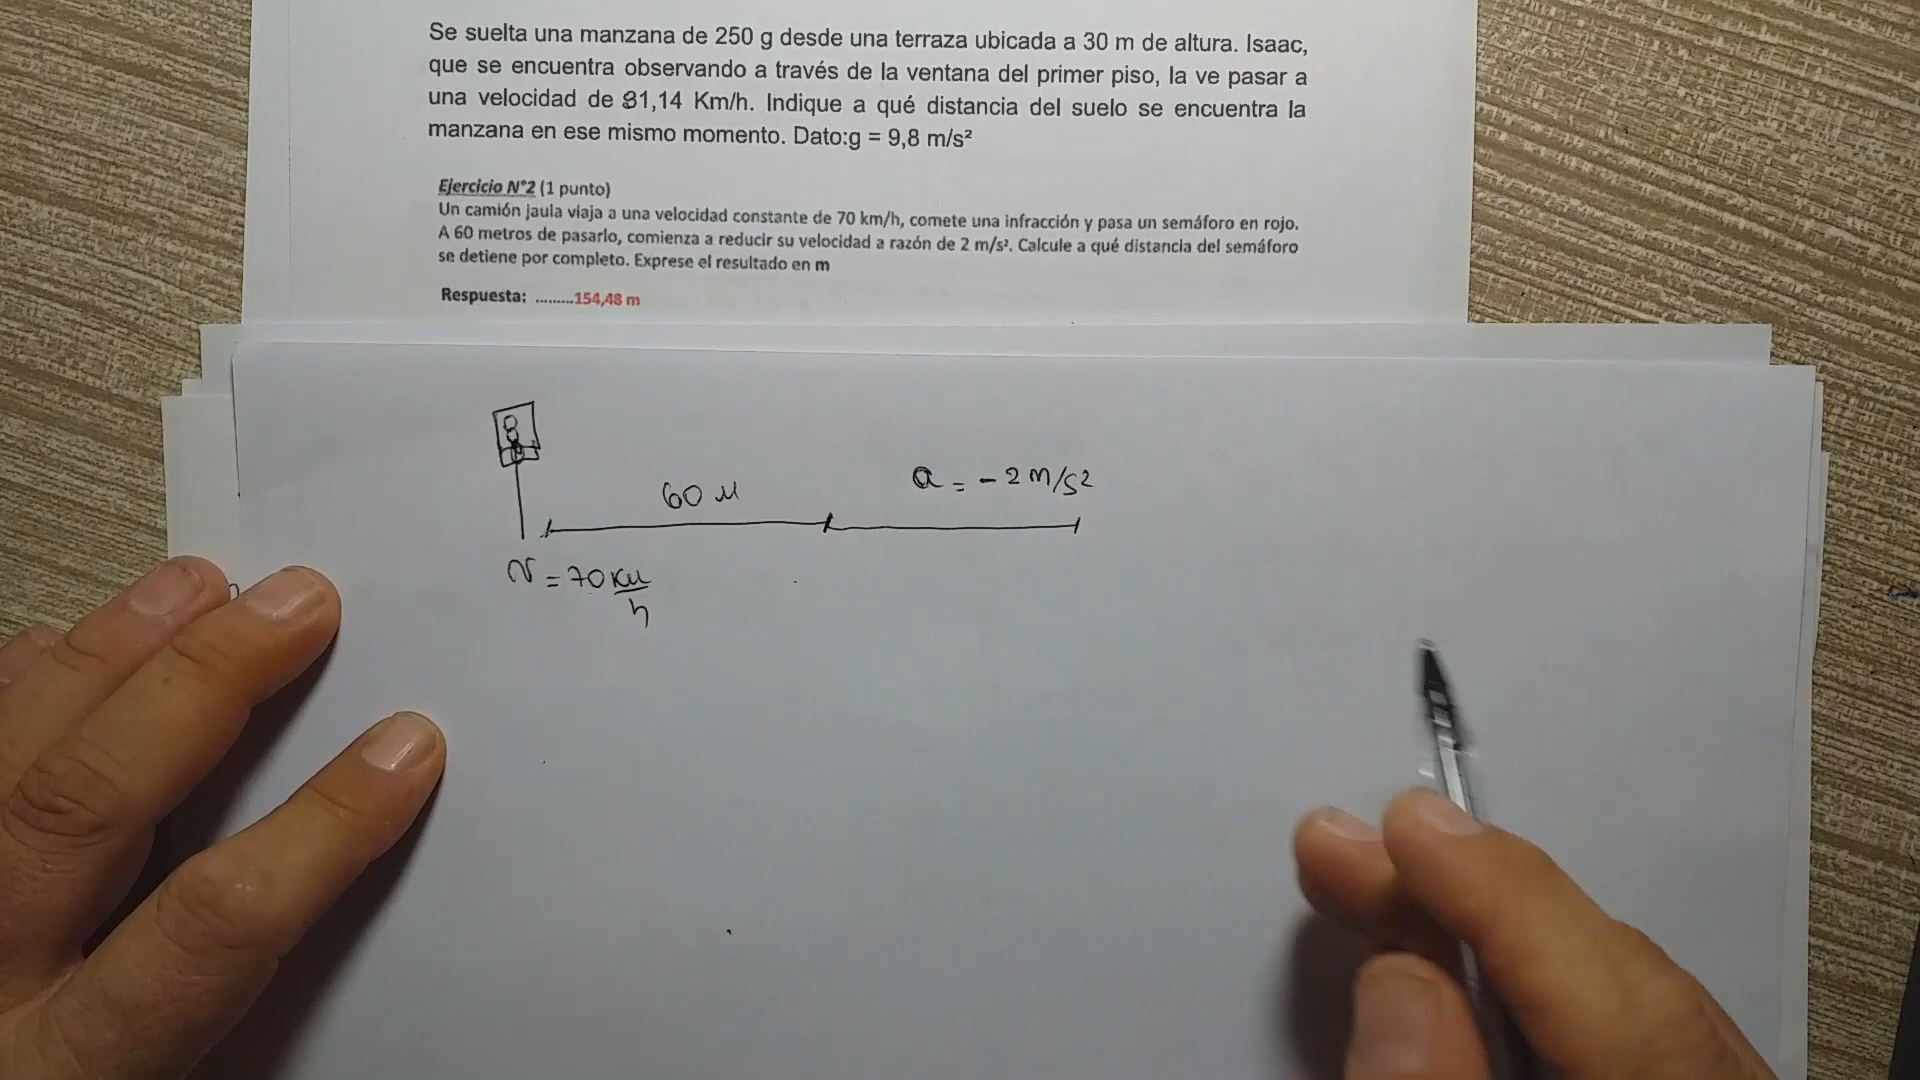 Se suelta una manzana de 250 g desde una terraza ubicada a 30 m de altura. Isaac,
que se encuentra observando a través de la ventana del primer piso, la ve pasar a
una velocidad de 81,14 Km/h. Indique a qué distancia del suelo se encuentra la
manzana en ese mismo momento. Dato:g = 9,8 m/s²
Ejercicio N°2 (1 punto)
Un camión jaula viaja a una velocidad constante de 70 km/h, comete una infracción y pasa un semáforo en rojo.
A 60 metros de pasarlo, comienza a reducir su velocidad a razón de 2 m/s². Calcule a qué distancia del semáforo
se detiene por completo. Exprese el resultado en m
Respuesta: .........154,48 m
60 M
a = - 2 m/s²
v = 70 KM/h